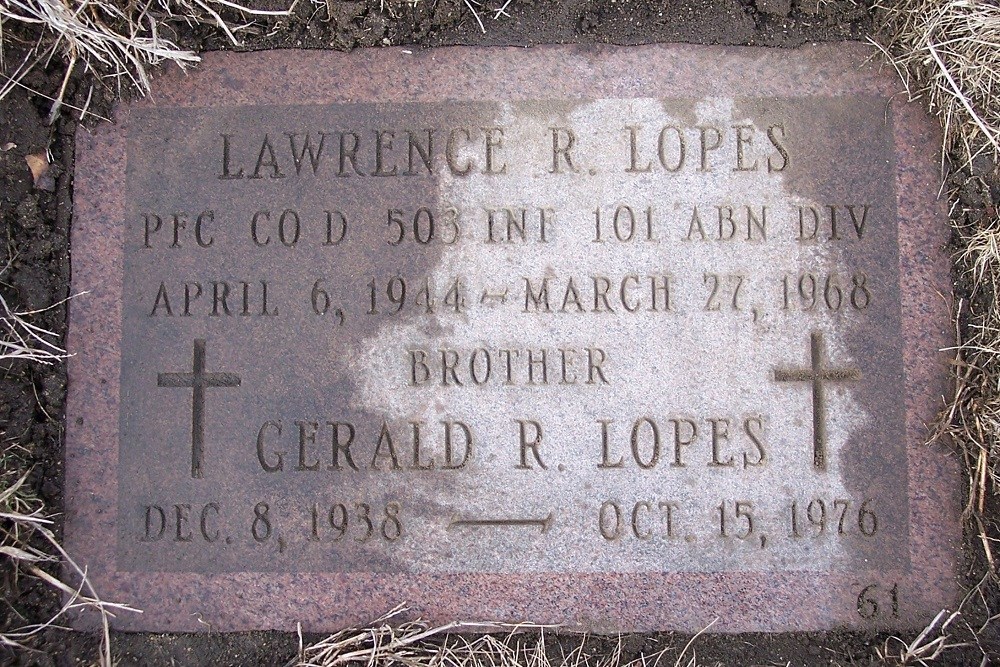 LAWRENCE R. LOPES
PFC CO D 503 INF 101 ABN DIV
APRIL 6, 1944 - MARCH 27, 1968
BROTHER
GERALD R. LOPES
DEC. 8, 1938 — OCT. 15, 1976
61